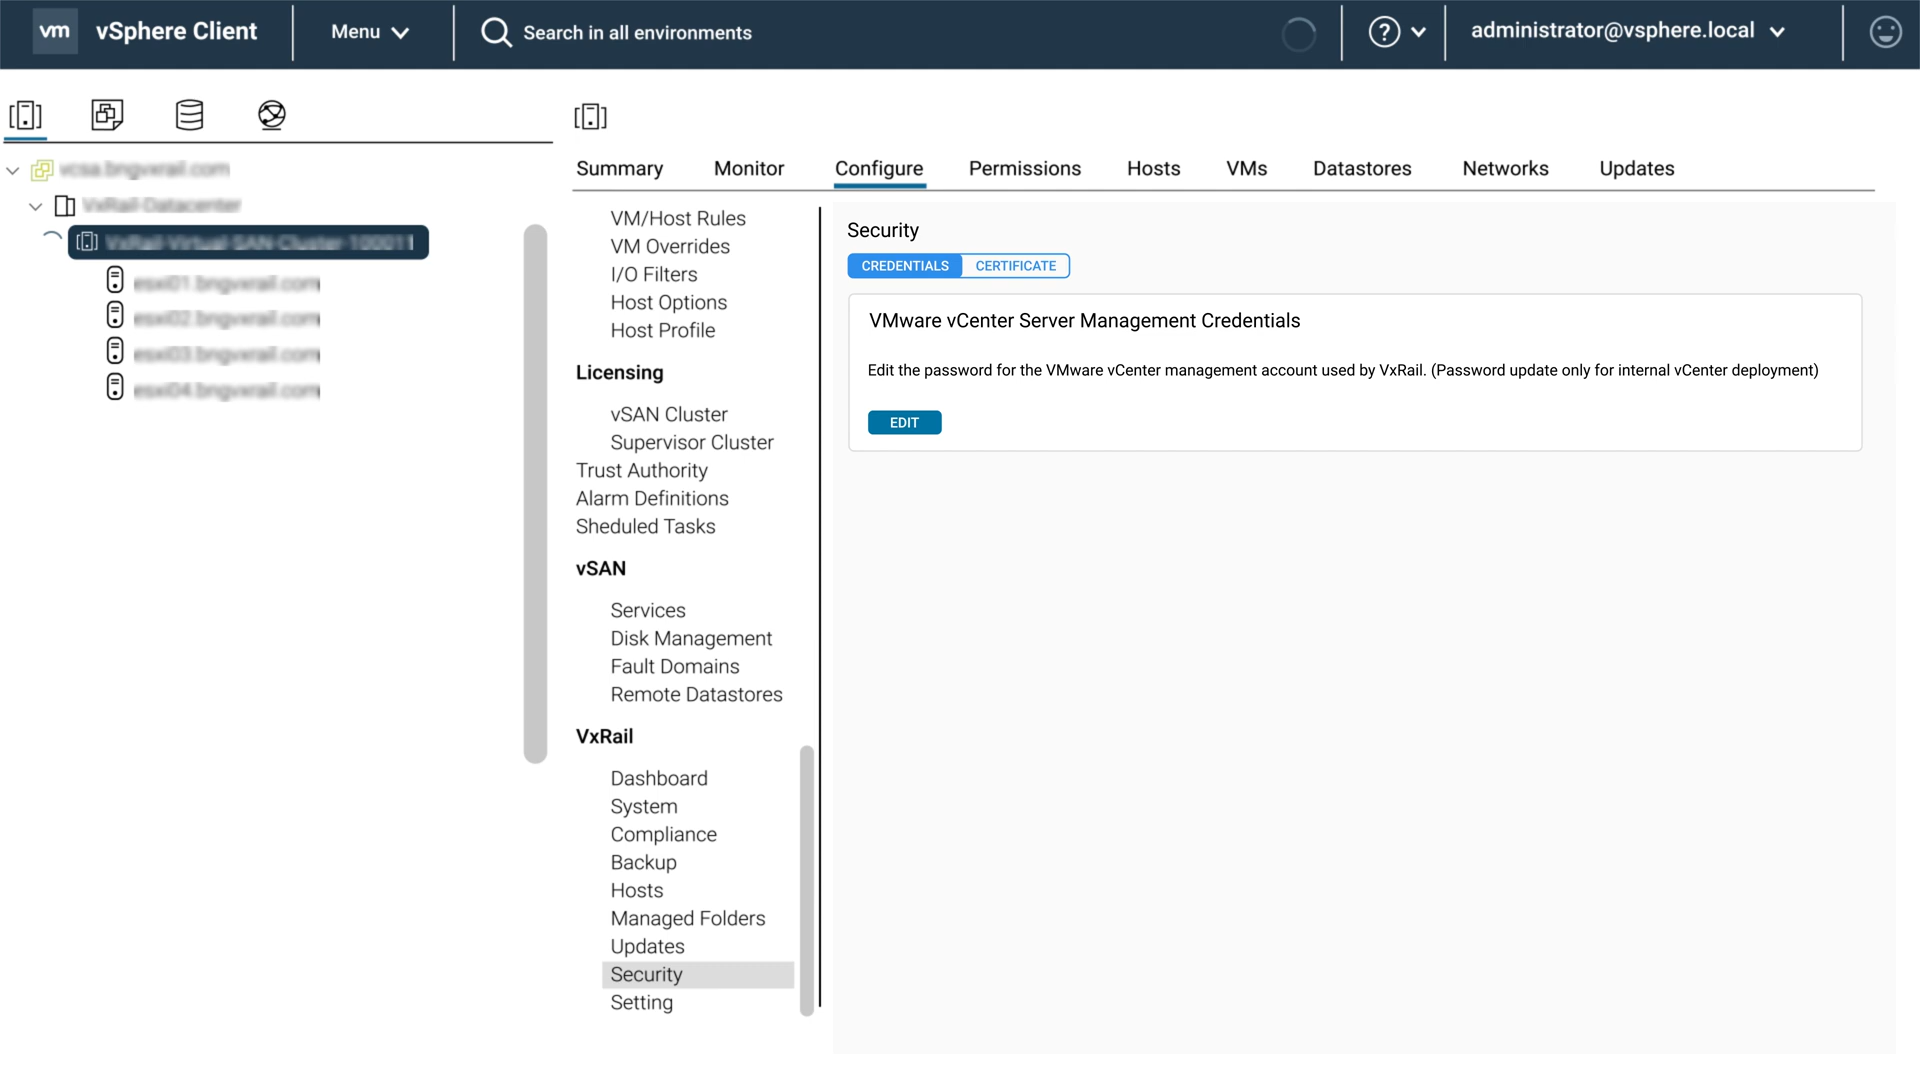 vm vSphere Client Menu Search in all environments ? administrator@vsphere.local
Summary Monitor Configure Permissions Hosts VMs Datastores Networks Updates
vcsa.bngvxrail.com
VxRail-Datacenter
VxRail-Virtual-SAN-Cluster-100011
esxi01.bngvxrail.com
esxi02.bngvxrail.com
esxi03.bngvxrail.com
esxi04.bngvxrail.com
VM/Host Rules
VM Overrides
I/O Filters
Host Options
Host Profile
Licensing
vSAN Cluster
Supervisor Cluster
Trust Authority
Alarm Definitions
Sheduled Tasks
vSAN
Services
Disk Management
Fault Domains
Remote Datastores
VxRail
Dashboard
System
Compliance
Backup
Hosts
Managed Folders
Updates
Security
Setting
Security
CREDENTIALS CERTIFICATE
VMware vCenter Server Management Credentials
Edit the password for the VMware vCenter management account used by VxRail. (Password update only for internal vCenter deployment)
EDIT